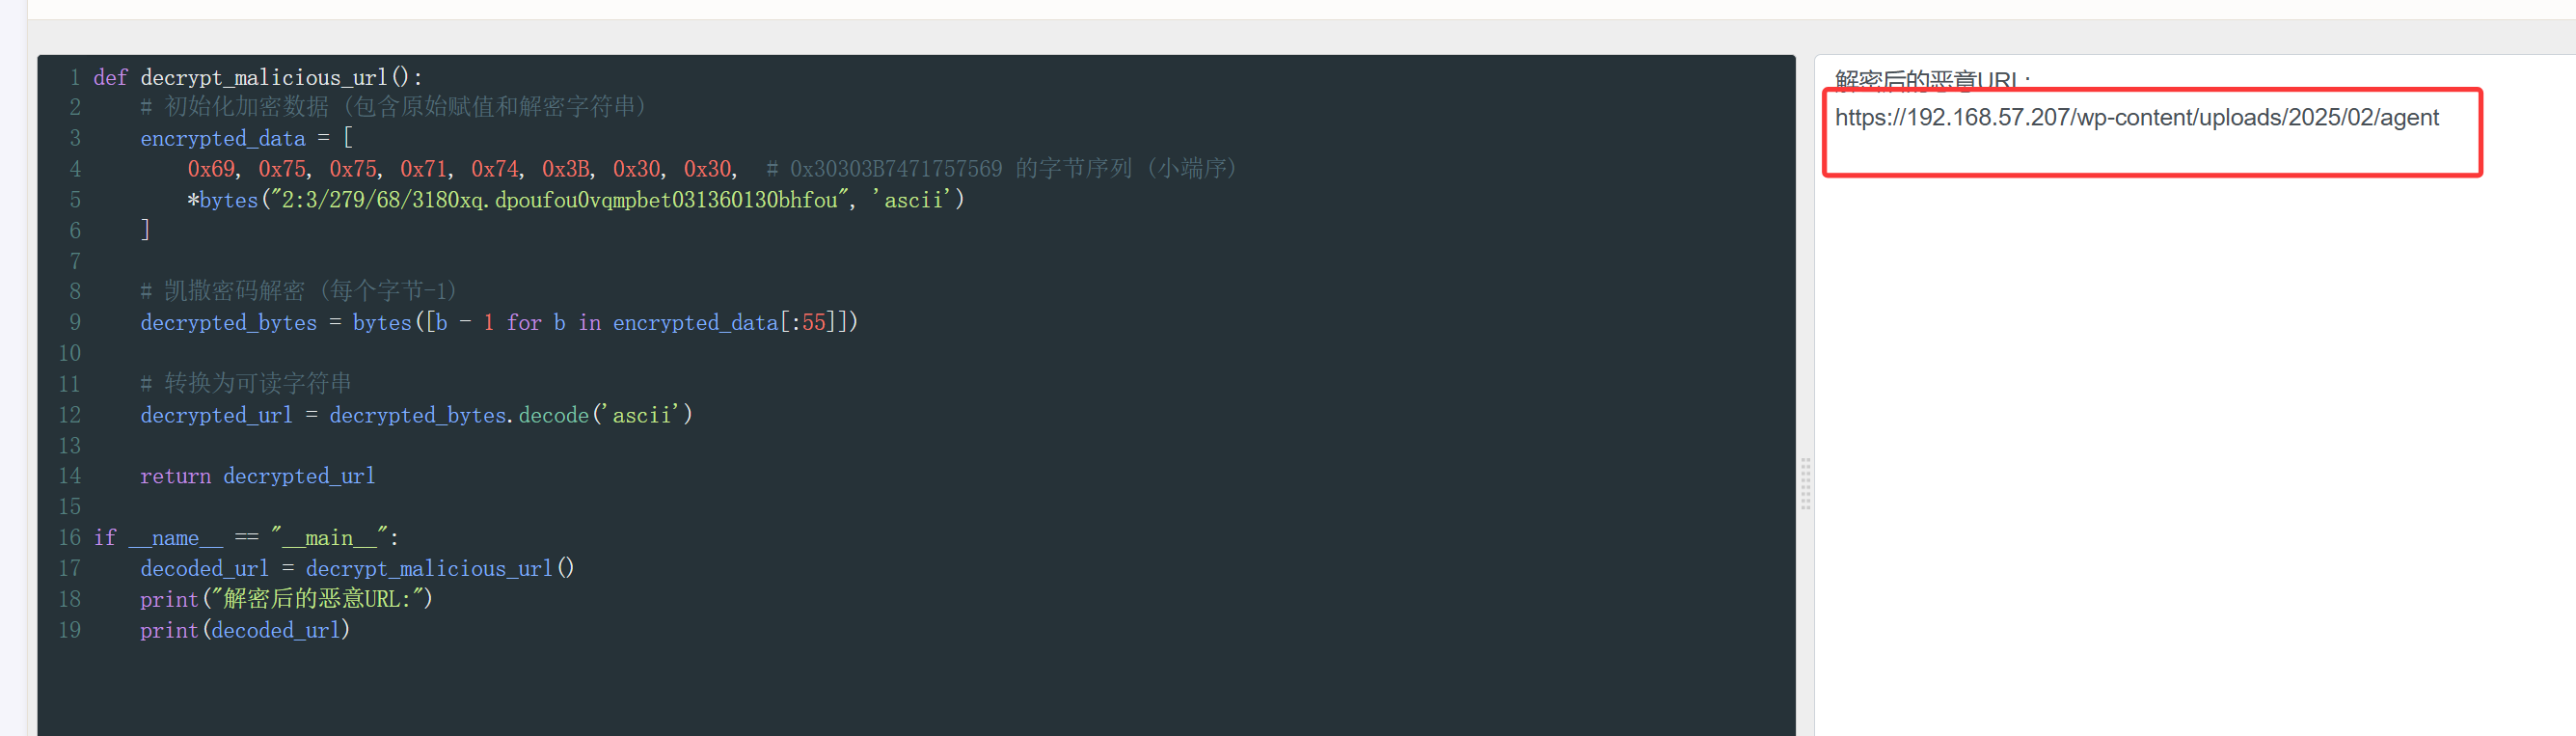 1 def decrypt_malicious_url():
2     # 初始化加密数据 (包含原始赋值和解密字符串)
3     encrypted_data = [
4         0x69, 0x75, 0x75, 0x71, 0x74, 0x3B, 0x30, 0x30,  # 0x30303B7471757569 的字节序列 (小端序)
5         *bytes("2:3/279/68/3180xq.dpoufou0vqmpbet031360130bhfou", 'ascii')
6     ]
7
8     # 凯撒密码解密 (每个字节-1)
9     decrypted_bytes = bytes([b - 1 for b in encrypted_data[:55]])
10
11     # 转换为可读字符串
12     decrypted_url = decrypted_bytes.decode('ascii')
13
14     return decrypted_url
15
16 if __name__ == "__main__":
17     decoded_url = decrypt_malicious_url()
18     print("解密后的恶意URL:")
19     print(decoded_url)
解密后的恶意URL:
https://192.168.57.207/wp-content/uploads/2025/02/agent